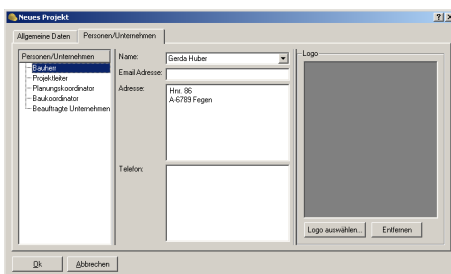 Neues Projekt
Allgemeine Daten
Personen/Unternehmen
Personen/Unternehmen
Bauherr
Projektleiter
Planungskoordinator
Baukoordinator
Beauftragte Unternehmen
Name:
Gerda Huber
Email Adresse:
Adresse:
Hnr. 86
A-6789 Fegen
Telefon:
Logo
Logo auswählen...
Entfernen
Ok
Abbrechen